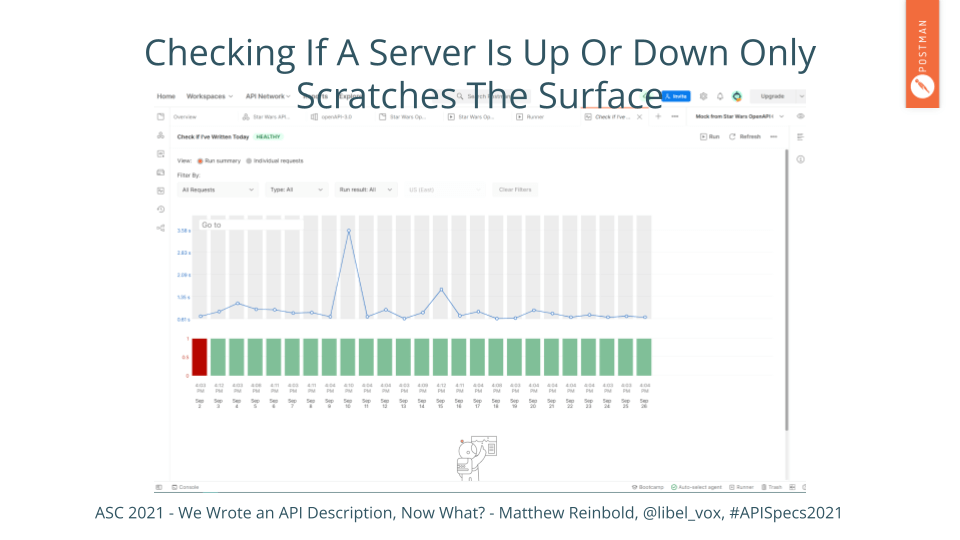 Checking If A Server Is Up Or Down Only
Scratches The Surface
POSTMAN
Home Workspaces API Network Explore Invite Upgrade
Overview Star Wars API... openAPI-3.0 Star Wars Op... Star Wars Op... Runner Check If I've ... Mock from Star Wars OpenAPI
Check If I've Written Today HEALTHY Run Refresh
View: Run summary Individual requests
Filter By:
All Requests Type: All Run result: All US (East) Clear Filters
Go to
3.58 s
2.83 s
2.09 s
1.35 s
0.61 s
1
0.5
0
4:03 4:12 4:03 4:09 4:11 4:03 4:11 4:04 4:10 4:04 4:04 4:03 4:09 4:12 4:11 4:04 4:03 4:03 4:04 4:04 4:04 4:04 4:04 4:04 4:04
PM PM PM PM PM PM PM PM PM PM PM PM PM PM PM PM PM PM PM PM PM PM PM PM PM
Sep Sep Sep Sep Sep Sep Sep Sep Sep Sep Sep Sep Sep Sep Sep Sep Sep Sep Sep Sep Sep Sep Sep Sep Sep
2 3 4 5 6 7 8 9 10 11 12 13 14 15 16 17 18 19 20 21 22 23 24 25 26
Console Bootcamp Auto-select agent Runner Trash
ASC 2021 - We Wrote an API Description, Now What? - Matthew Reinbold, @libel_vox, #APISpecs2021